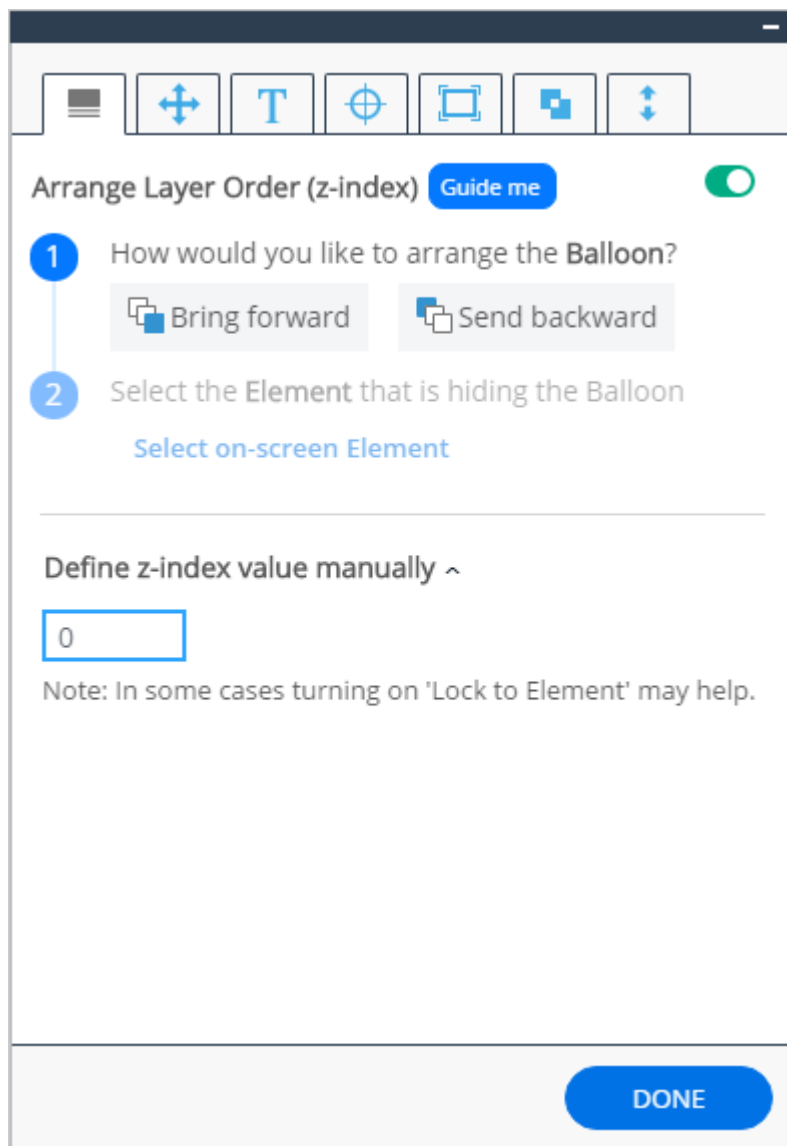 T
Arrange Layer Order (z-index) Guide me
1 How would you like to arrange the Balloon?
Bring forward Send backward
2 Select the Element that is hiding the Balloon
Select on-screen Element
Define z-index value manually
0
Note: In some cases turning on 'Lock to Element' may help.
DONE